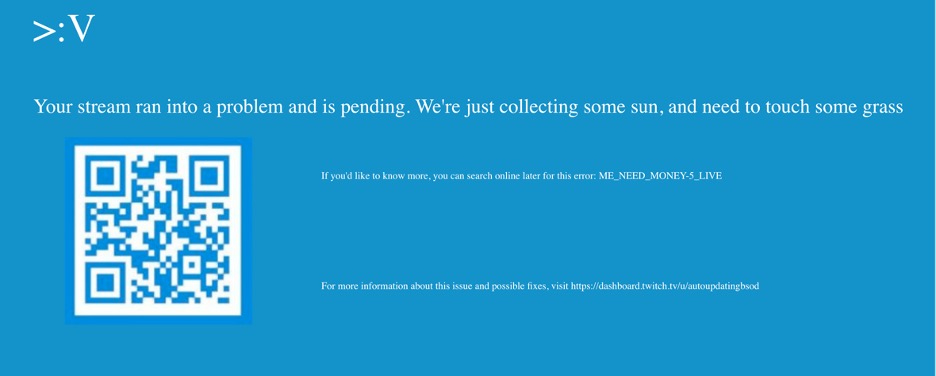 >:V
Your stream ran into a problem and is pending. We're just collecting some sun, and need to touch some grass
If you'd like to know more, you can search online later for this error: ME_NEED_MONEY-5_LIVE
For more information about this issue and possible fixes, visit https://dashboard.twitch.tv/u/autoupdatingbsod